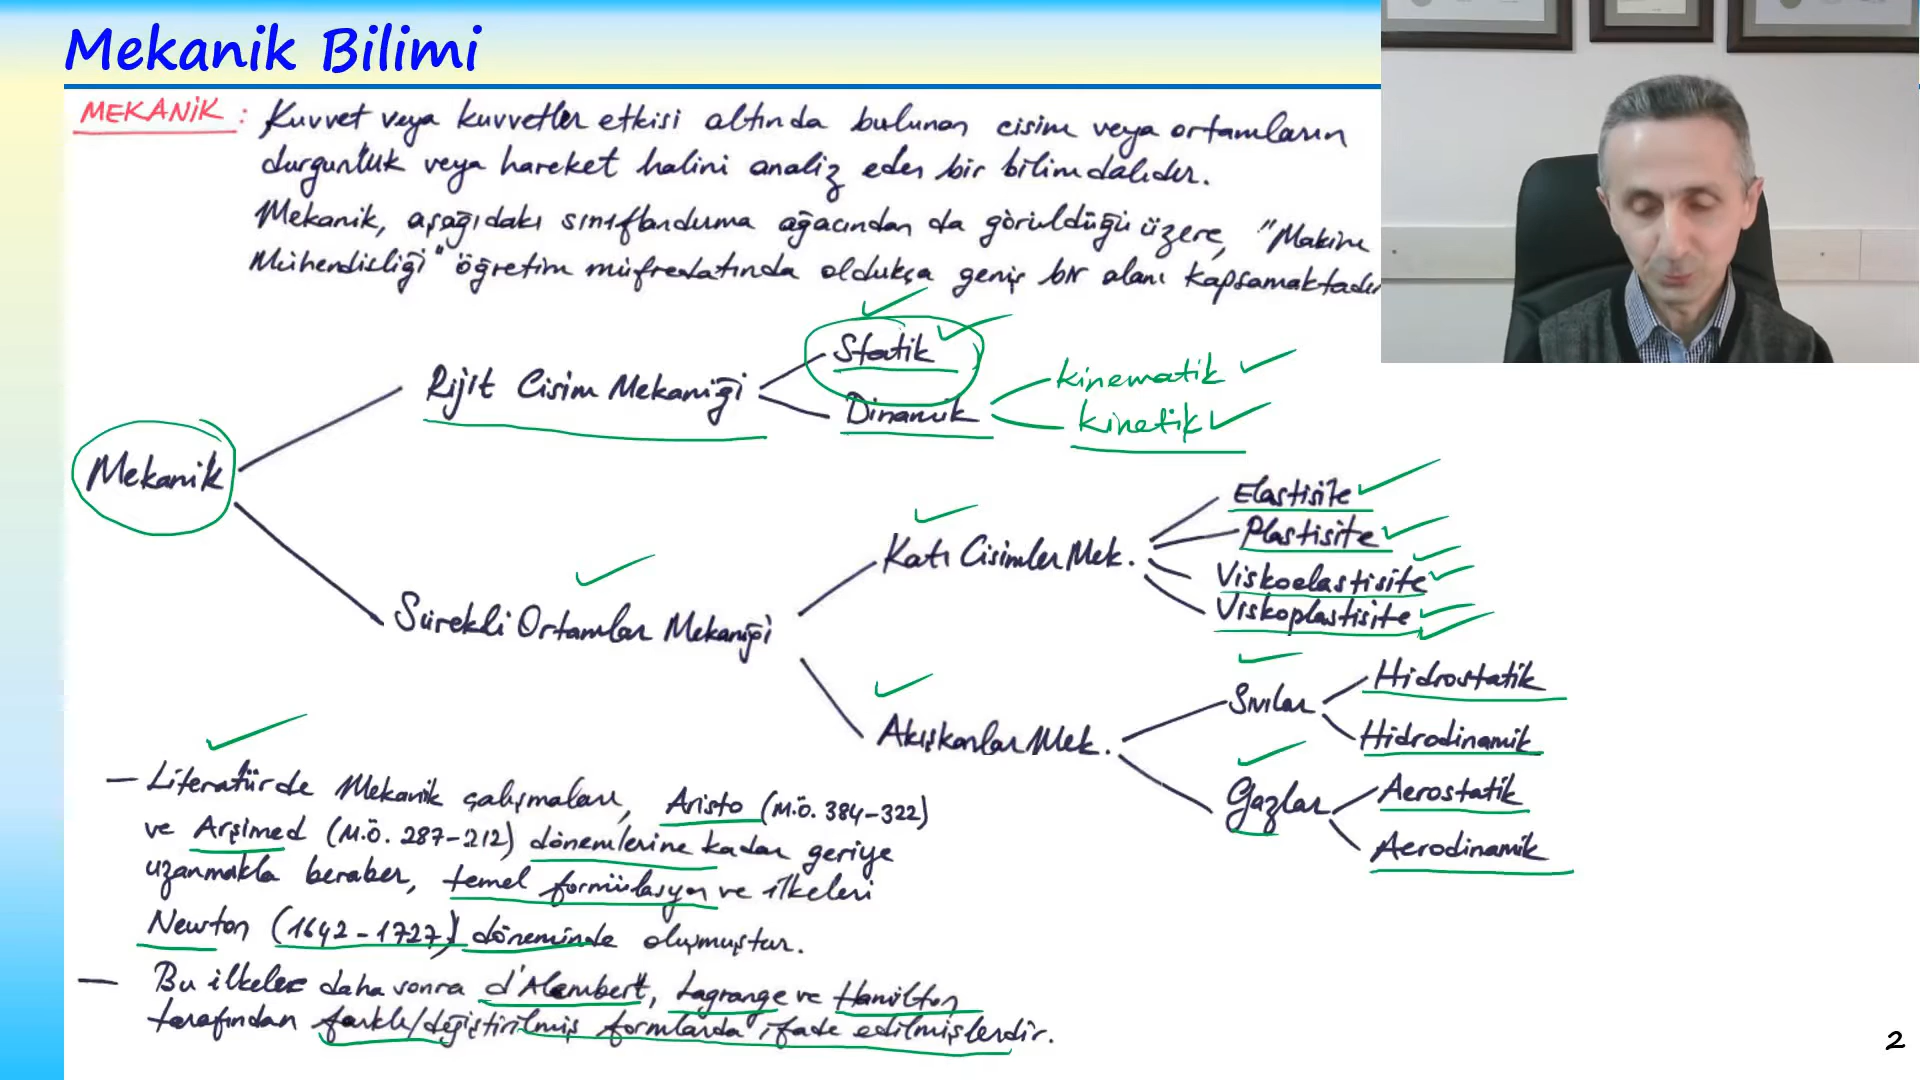 Mekanik Bilimi
MEKANİK : Kuvvet veya kuvvetler etkisi altında bulunan cisim veya ortamların
durgunluk veya hareket halini analiz eden bir bilimdalıdır.
Mekanik, aşağıdaki sınıflandırma ağacından da görüldüğü üzere, "Makine
Mühendisliği" öğretim müfredatında oldukça geniş bir alanı kapsamaktadır
Statik
kinematik
Rijit Cisim Mekaniği
Dinamik
kinetik
Mekanik
Elastisite
Plastisite
Katı Cisimler Mek.
Viskoelastisite
Viskoplastisite
Sürekli Ortamlar Mekaniği
Hidrostatik
Sıvılar
Akışkanlar Mek.
Hidrodinamik
Gazlar
Aerostatik
Aerodinamik
— Literatürde Mekanik çalışmaları, Aristo (M.Ö. 384-322)
ve Arşimed (M.Ö. 287-212) dönemlerine kadar geriye
uzanmakla beraber, temel formülasyon ve ilkeleri
Newton (1642-1727) döneminde oluşmuştur.
— Bu ilkeler daha sonra d'Alembert, Lagrange ve Hamilton
tarafından farklı/değiştirilmiş formlarda ifade edilmişlerdir.
2